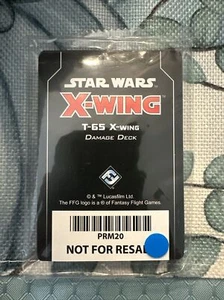 STAR WARS
X-WING
T-65 X-WING
DAMAGE DECK
© & ™ Lucasfilm Ltd.
The FFG logo is a ® of Fantasy Flight Games.
PRM20
NOT FOR RESA